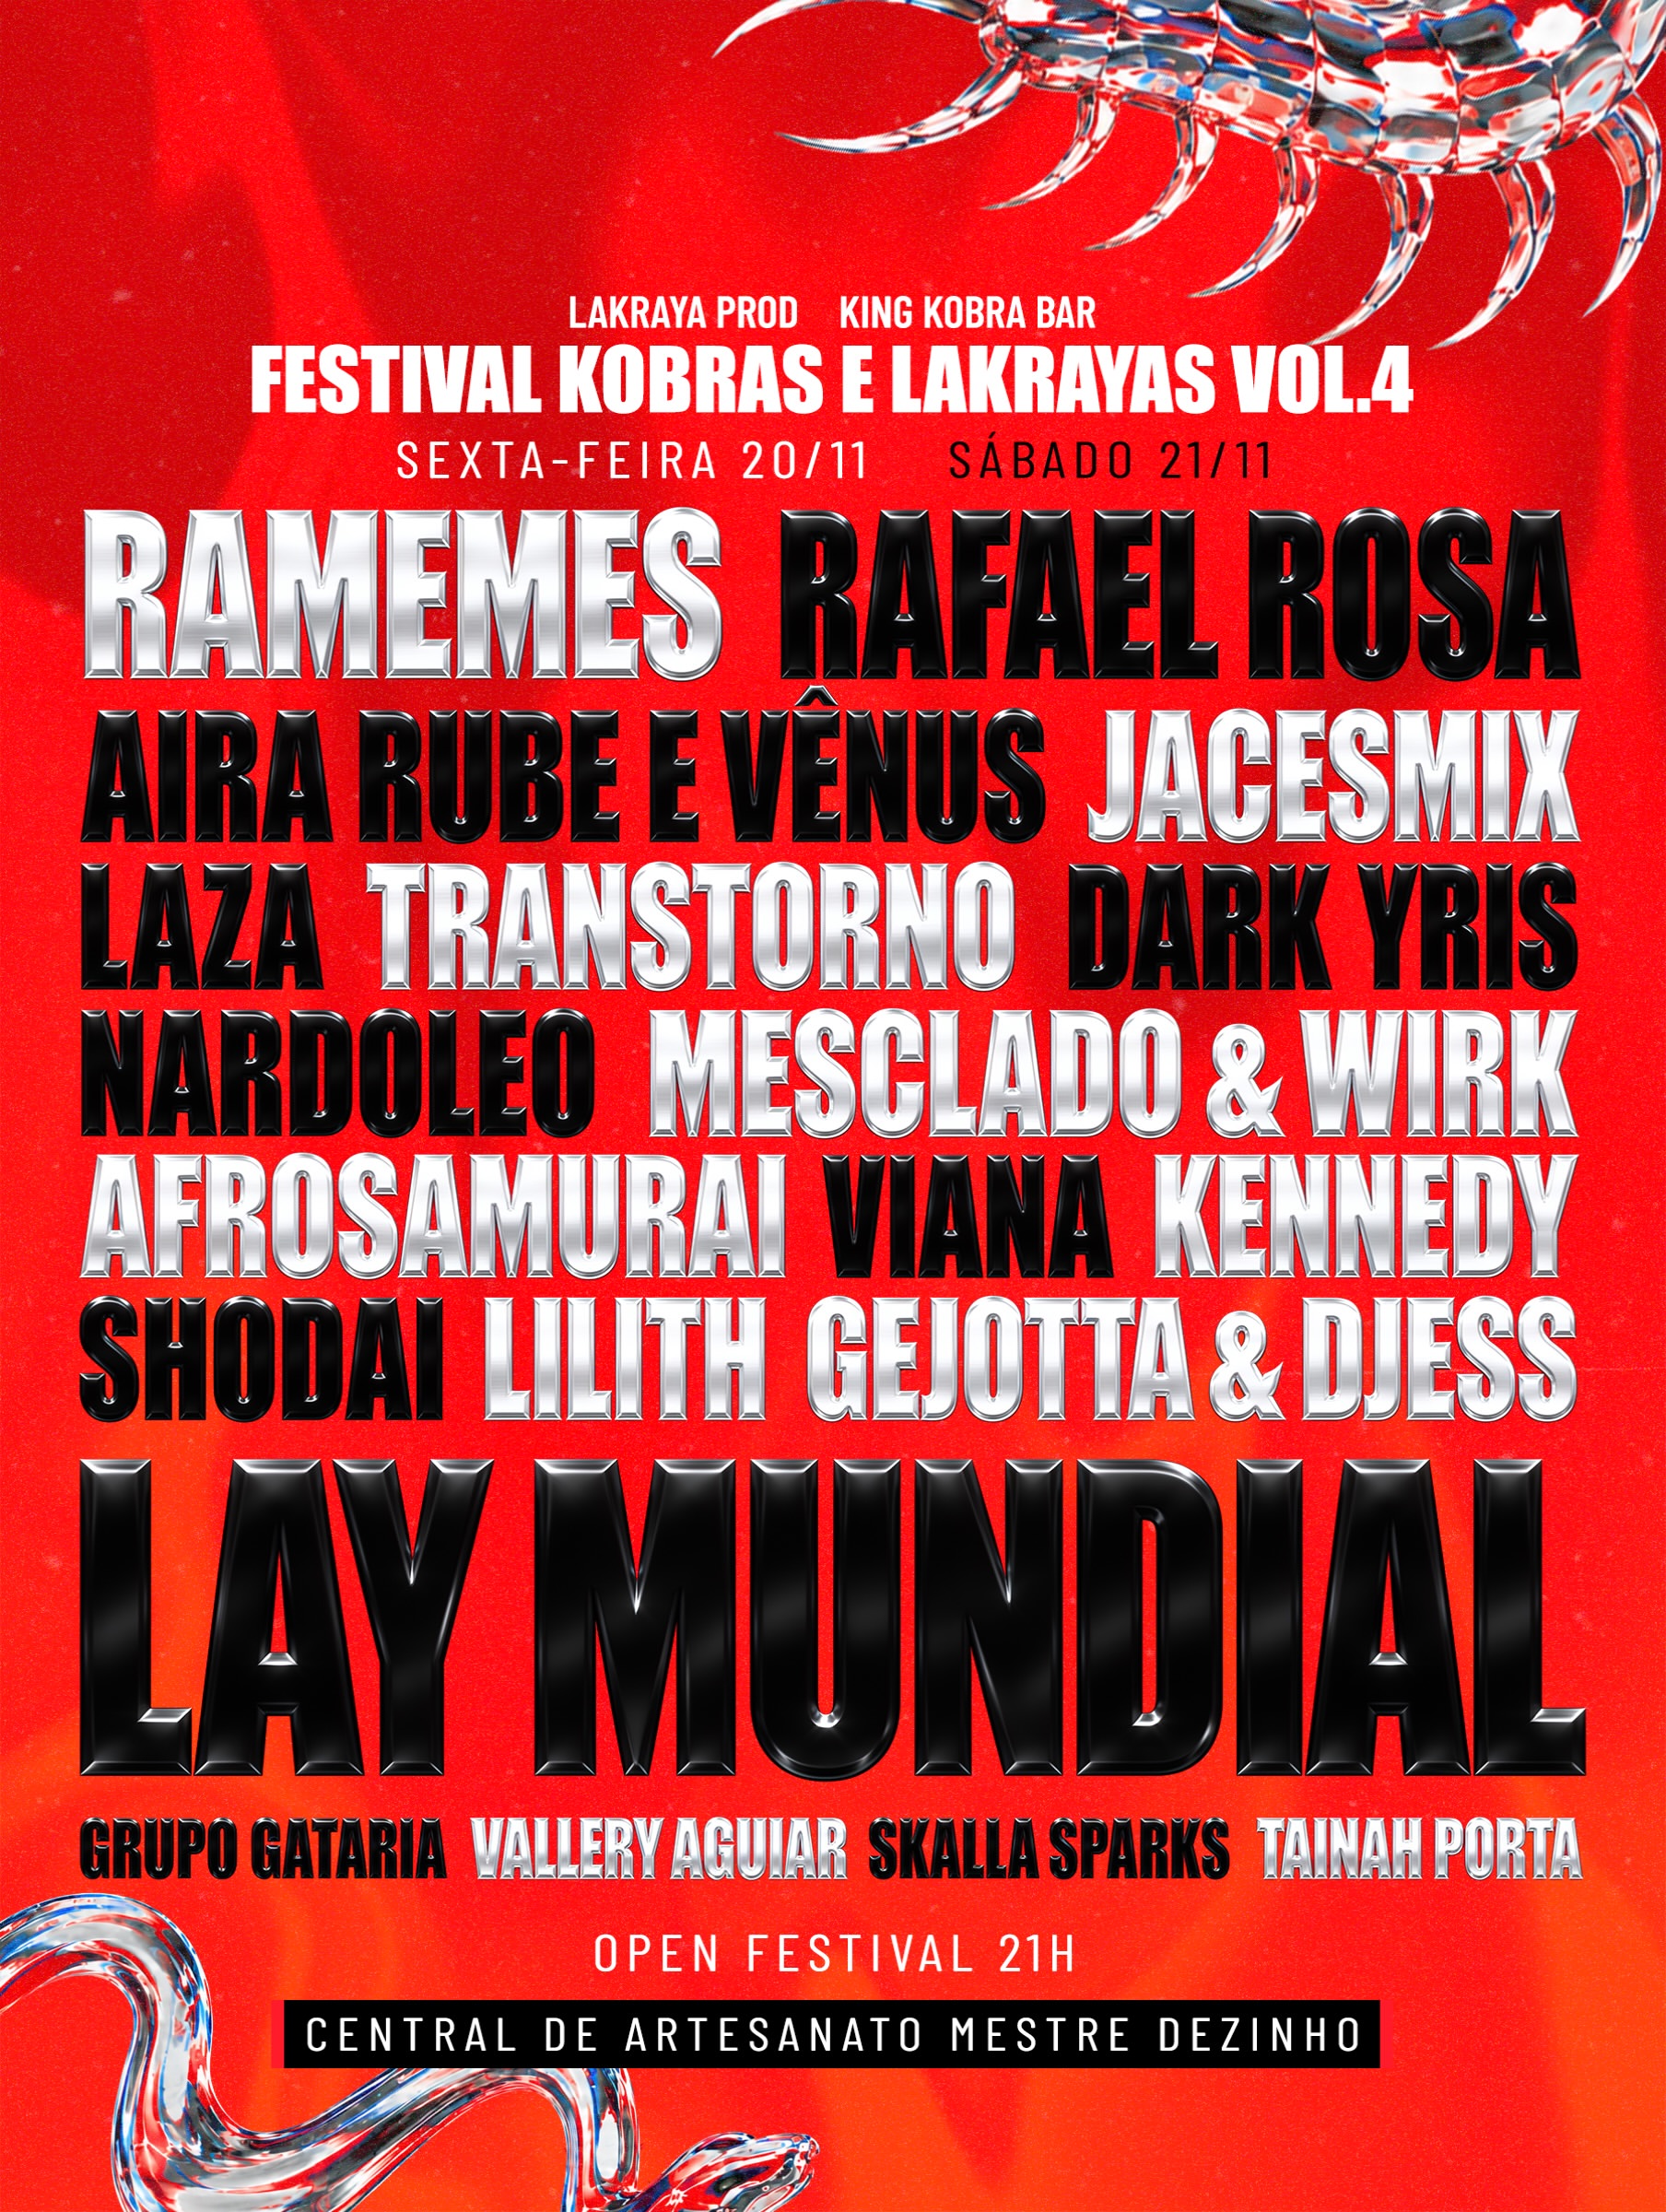 LAKRAYA PROD KING KOBRA BAR
FESTIVAL KOBRAS E LAKRAYAS VOL.4
SEXTA-FEIRA 20/11 SÁBADO 21/11
RAMEMES RAFAEL ROSA
AIRA RUBE E VÊNUS JACESMIX
LAZA TRANSTORNO DARK YRIS
NARDOLEO MESCLADO & WIRK
AFROSAMURAI VIANA KENNEDY
SHODAI LILITH GEJOTTA & DJESS
LAY MUNDIAL
GRUPO GATARIA VALLERY AGUIAR SKALLA SPARKS TAINAH PORTA
OPEN FESTIVAL 21H
CENTRAL DE ARTESANATO MESTRE DEZINHO